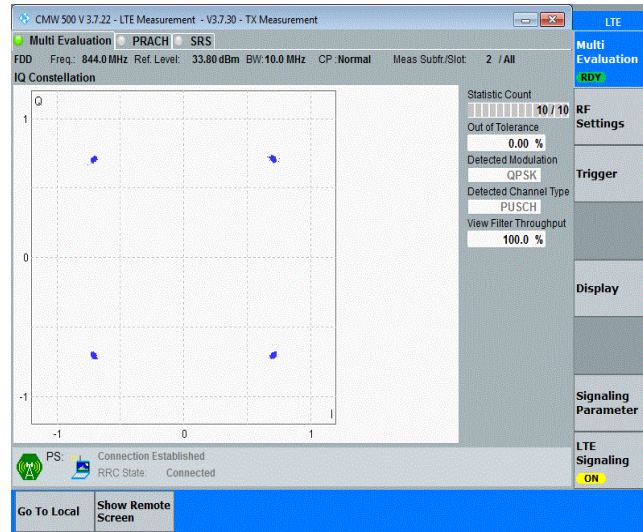 CMW 500 V 3.7.22 - LTE Measurement - V3.7.30 - TX Measurement
LTE
Multi Evaluation PRACH SRS
FDD Freq.: 844.0 MHz Ref. Level: 33.80 dBm BW: 10.0 MHz CP : Normal Meas Subfr./Slot: 2 / All
IQ Constellation
Q
1
0
-1
I
-1 0 1
Statistic Count
10 / 10
Out of Tolerance
0.00 %
Detected Modulation
QPSK
Detected Channel Type
PUSCH
View Filter Throughput
100.0 %
Multi
Evaluation
RDY
RF
Settings
Trigger
Display
Signaling
Parameter
LTE
Signaling
ON
PS: Connection Established
RRC State: Connected
Go To Local
Show Remote
Screen